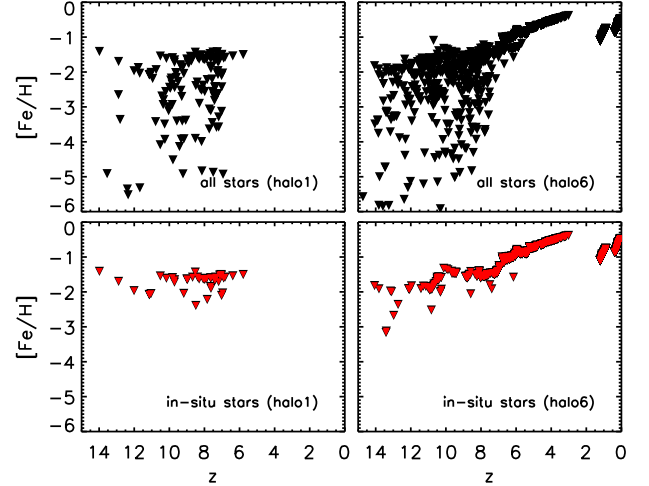 0
−1
−2
−3
−4
−5
−6
[Fe/H]
all stars (halo1)
all stars (halo6)
0
−1
−2
−3
−4
−5
−6
[Fe/H]
in−situ stars (halo1)
in−situ stars (halo6)
14 12 10 8 6 4 2 0
14 12 10 8 6 4 2 0
z
z